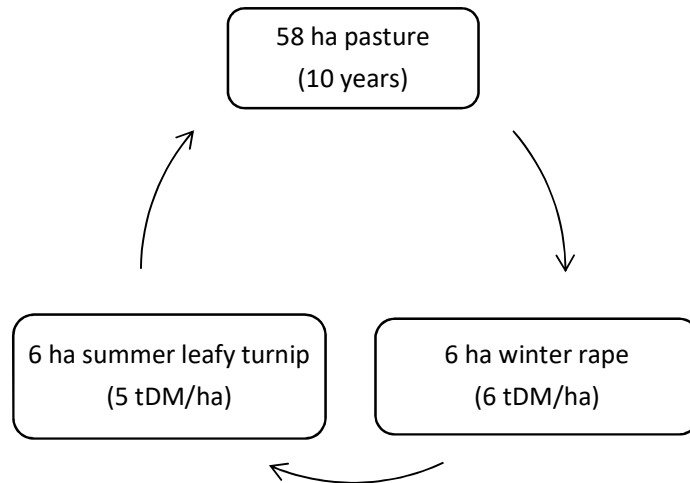 58 ha pasture
(10 years)
6 ha summer leafy turnip
(5 tDM/ha)
6 ha winter rape
(6 tDM/ha)